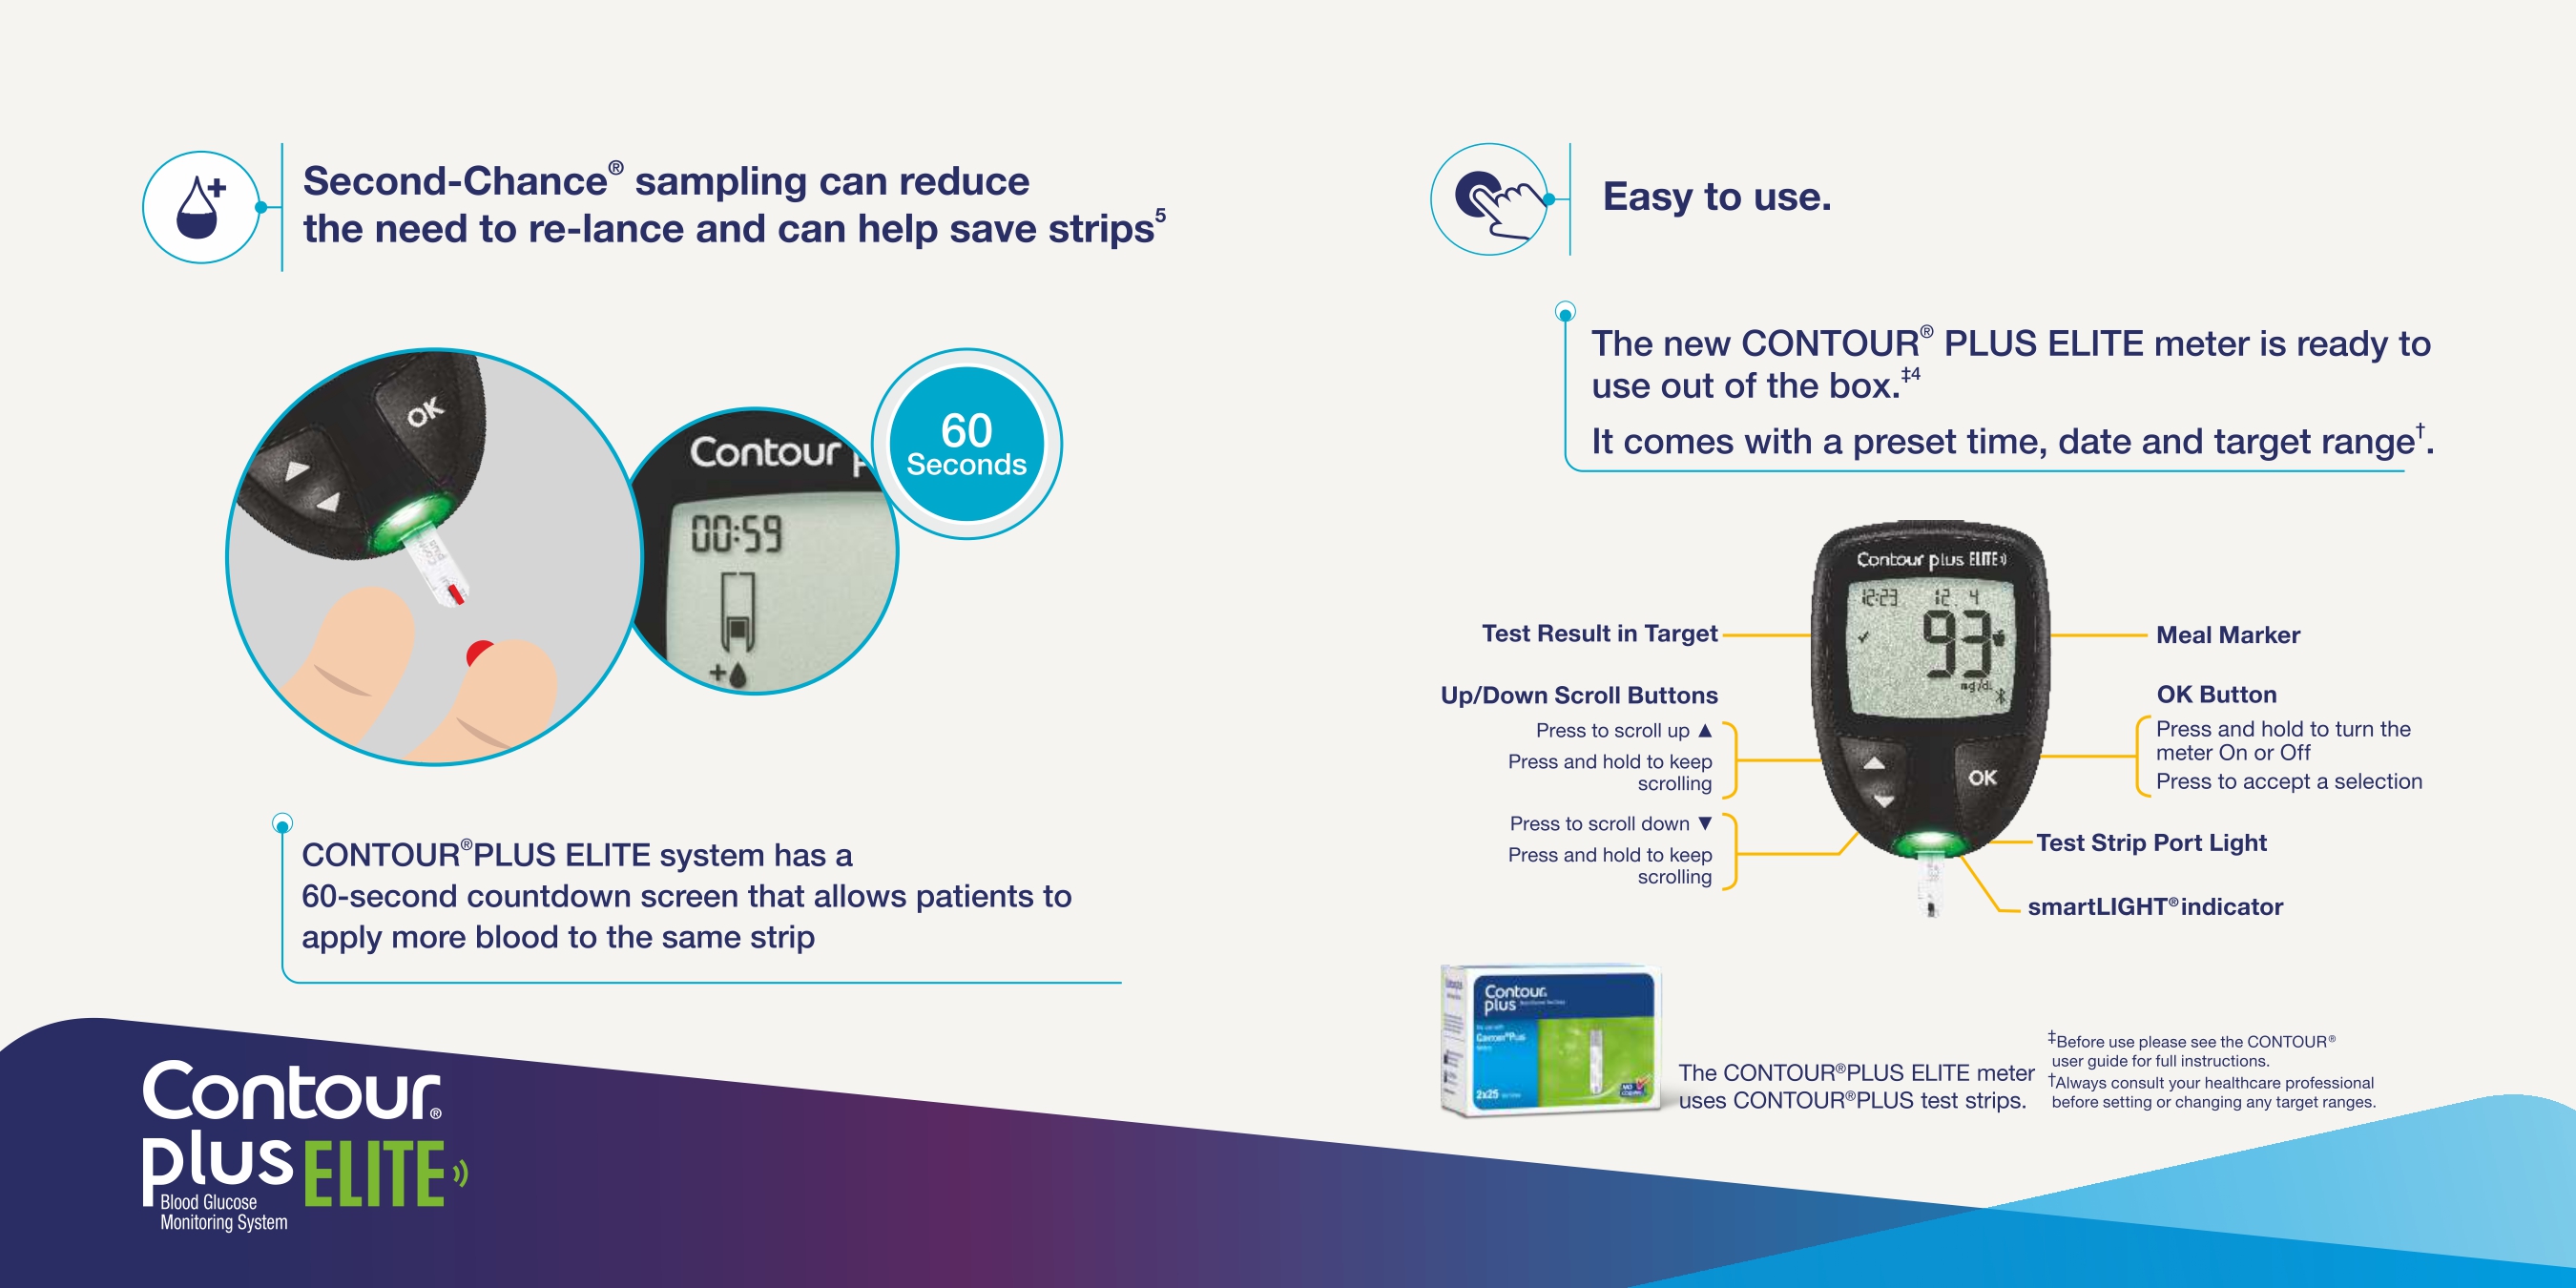 Second-Chance® sampling can reduce
the need to re-lance and can help save strips⁵
OK
Contour
Contour p
00:59
60
Seconds
CONTOUR®PLUS ELITE system has a
60-second countdown screen that allows patients to
apply more blood to the same strip
Contour®
plus ELITE
Blood Glucose
Monitoring System
Easy to use.
The new CONTOUR® PLUS ELITE meter is ready to
use out of the box.‡4
It comes with a preset time, date and target range†.
Contour plus ELITE
12:23 12.4
93
mg/dL
OK
Test Result in Target
Up/Down Scroll Buttons
Press to scroll up ▲
Press and hold to keep
scrolling
Press to scroll down ▼
Press and hold to keep
scrolling
Meal Marker
OK Button
Press and hold to turn the
meter On or Off
Press to accept a selection
Test Strip Port Light
smartLIGHT® indicator
Contour
plus
Contour®Plus
2x25
The CONTOUR®PLUS ELITE meter
uses CONTOUR®PLUS test strips.
‡Before use please see the CONTOUR®
user guide for full instructions.
†Always consult your healthcare professional
before setting or changing any target ranges.